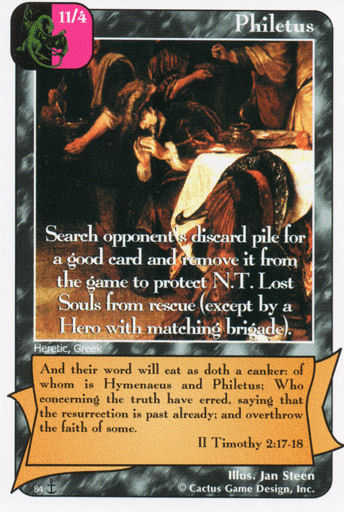 11/4
Philetus
Search opponent's discard pile for
a good card and remove it from
the game to protect N.T. Lost
Souls from rescue (except by a
Hero with matching brigade).
Heretic, Greek
And their word will eat as doth a canker: of
whom is Hymenaeus and Philetus; Who
concerning the truth have erred, saying that
the resurrection is past already; and overthrow
the faith of some.
II Timothy 2:17-18
Illus. Jan Steen
84
© Cactus Game Design, Inc.